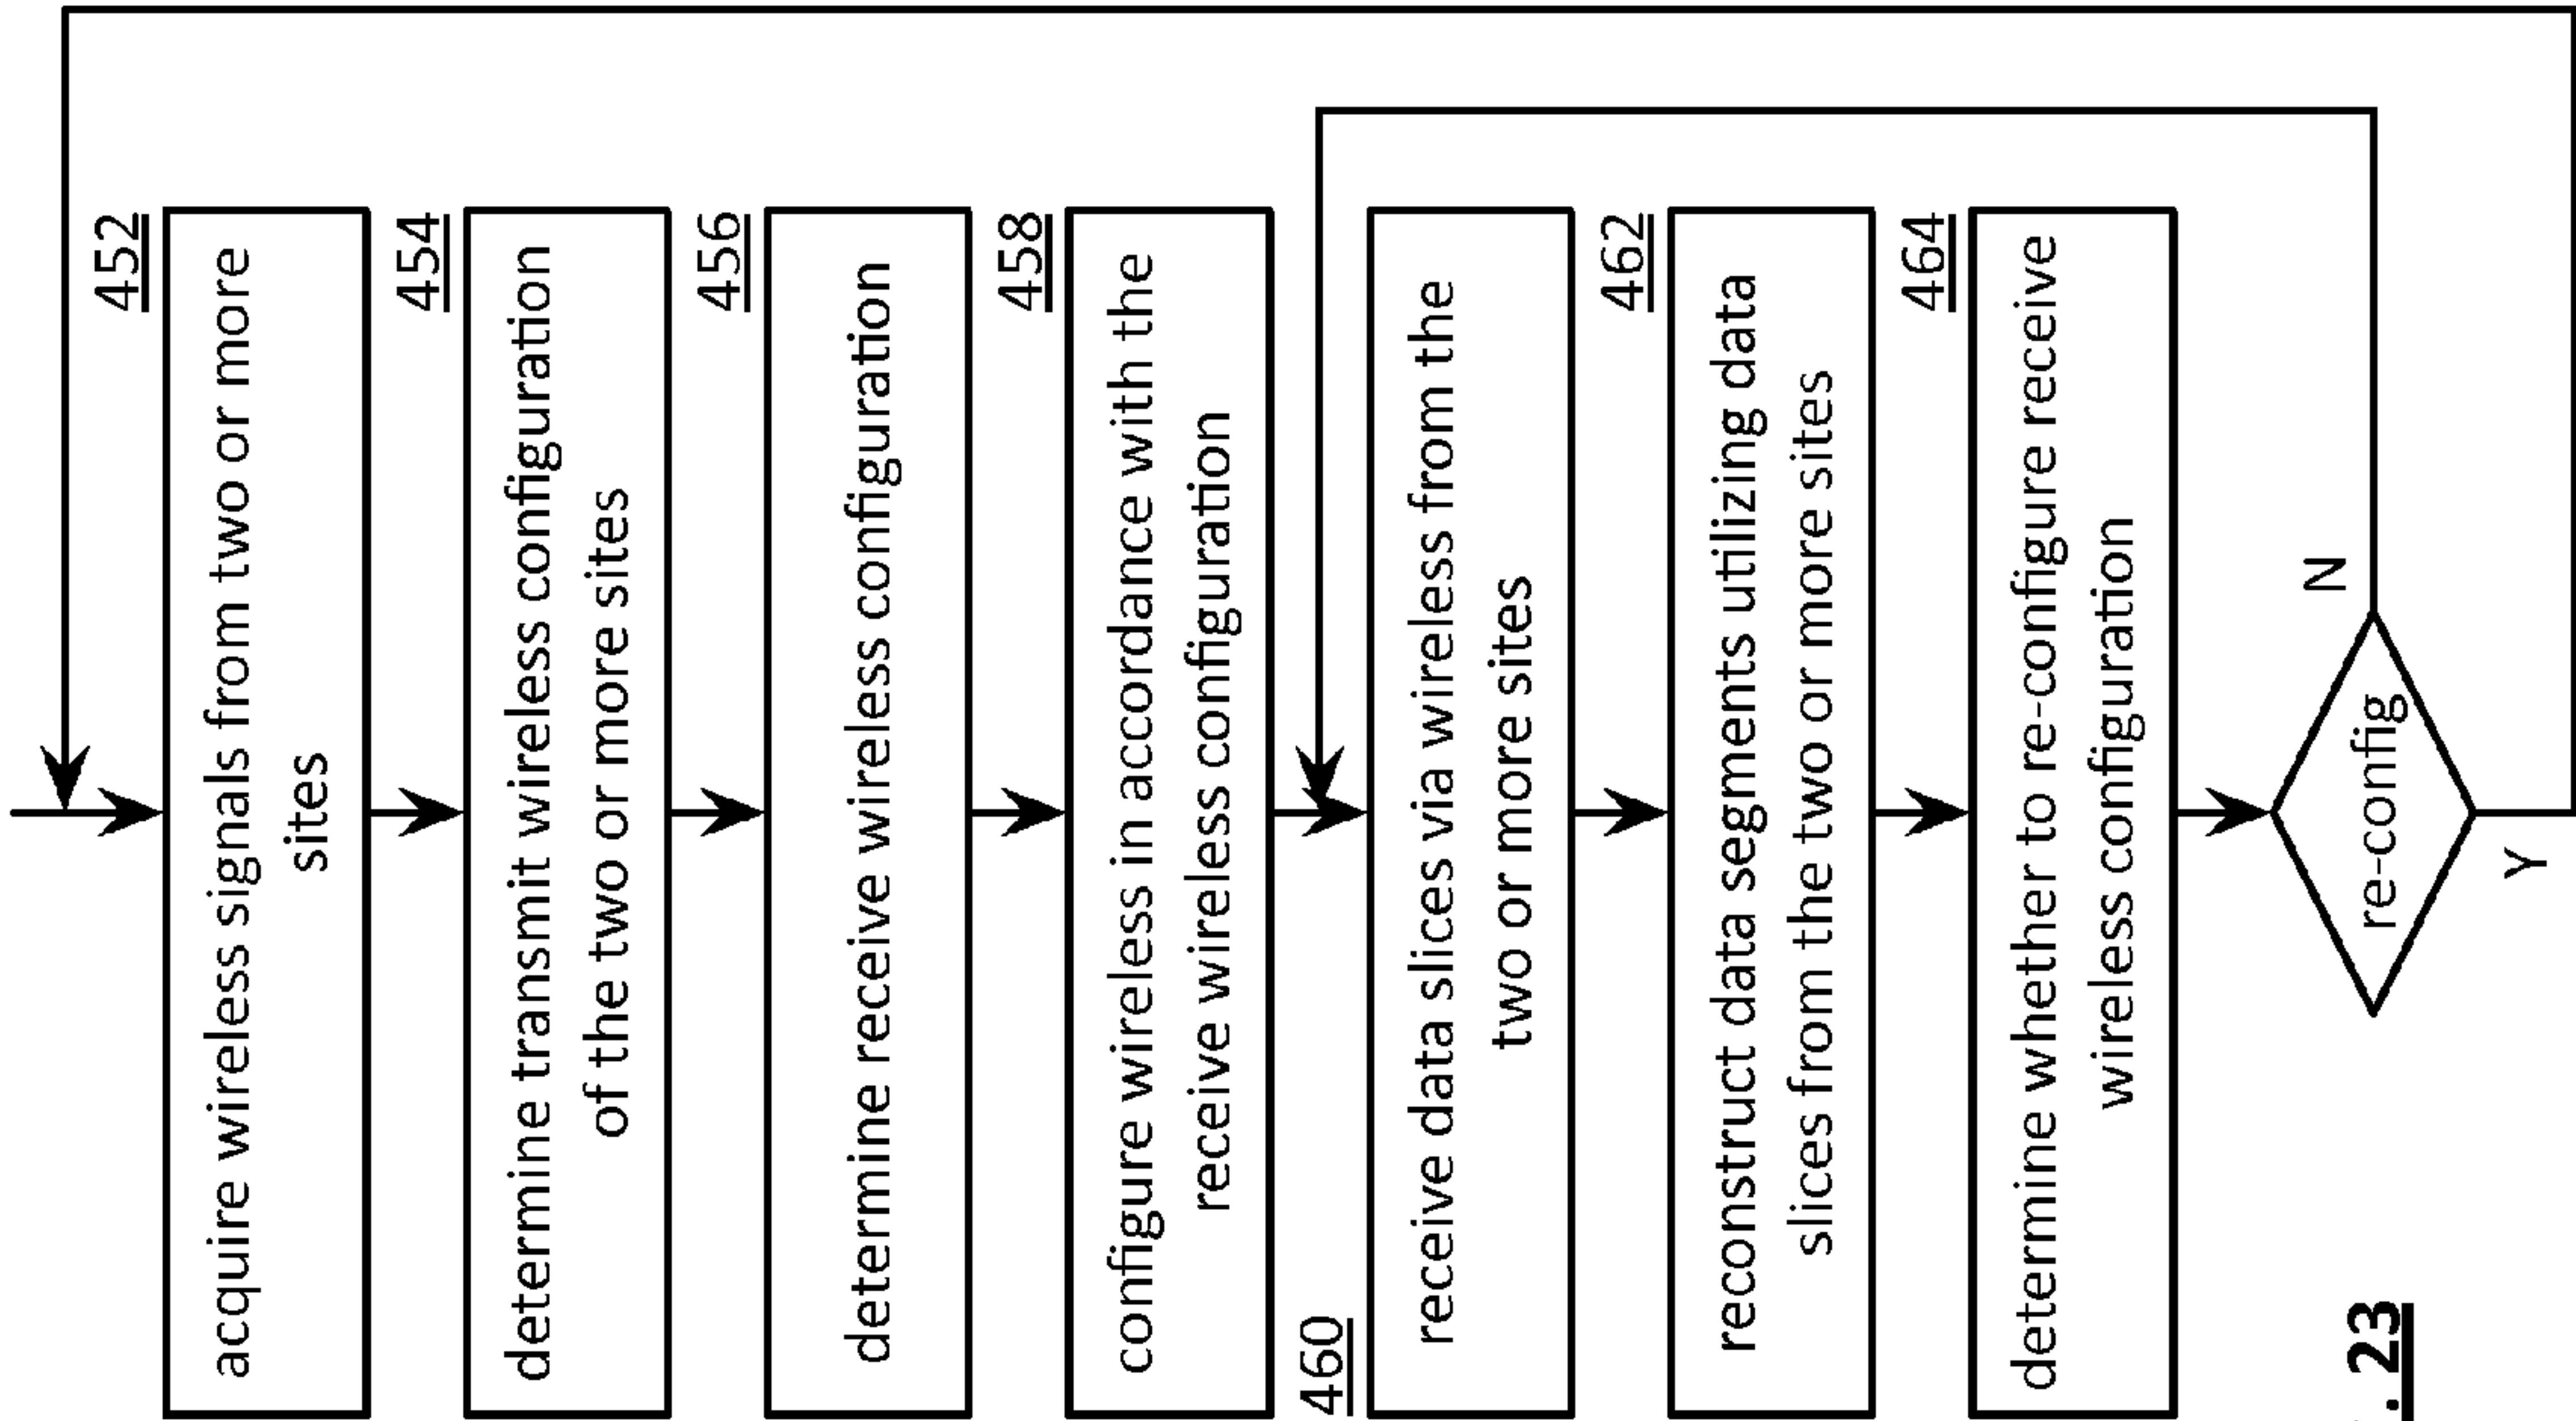 452
acquire wireless signals from two or more
sites
454
determine transmit wireless configuration
of the two or more sites
456
determine receive wireless configuration
458
configure wireless in accordance with the
receive wireless configuration
460
receive data slices via wireless from the
two or more sites
462
reconstruct data segments utilizing data
slices from the two or more sites
464
determine whether to re-configure receive
wireless configuration
re-config
N
Y
. 23